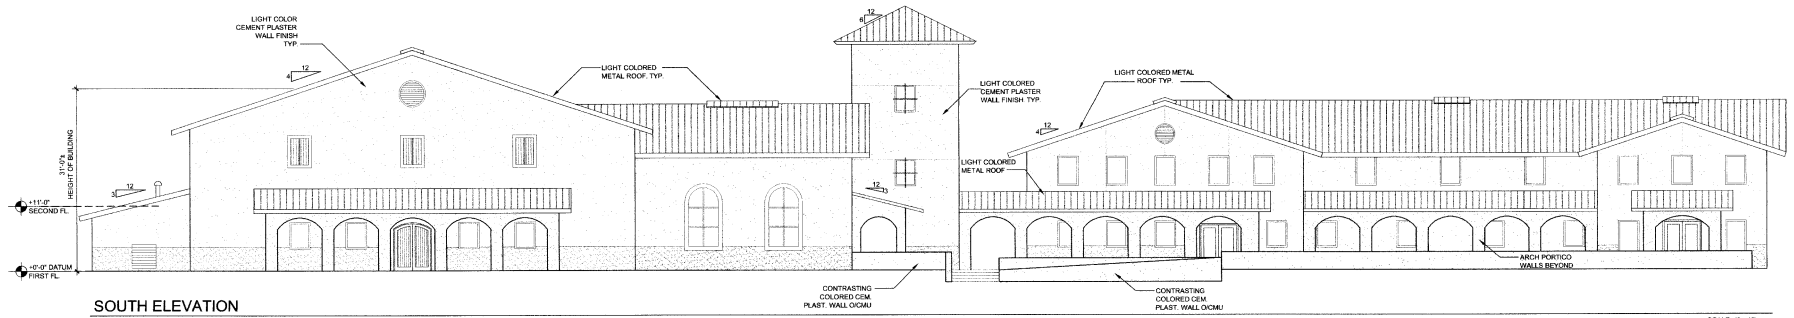 LIGHT COLOR
CEMENT PLASTER
WALL FINISH
TYP.
12
4
31'-0"±
HEIGHT OF BUILDING
12
3
+11'-0"
SECOND FL.
+0'-0" DATUM
FIRST FL.
LIGHT COLORED
METAL ROOF. TYP.
12
6
LIGHT COLORED
CEMENT PLASTER
WALL FINISH TYP.
12
3
LIGHT COLORED
METAL ROOF
12
4
LIGHT COLORED METAL
ROOF TYP.
ARCH PORTICO
WALLS BEYOND
CONTRASTING
COLORED CEM.
PLAST. WALL O/CMU
CONTRASTING
COLORED CEM.
PLAST. WALL O/CMU
SOUTH ELEVATION